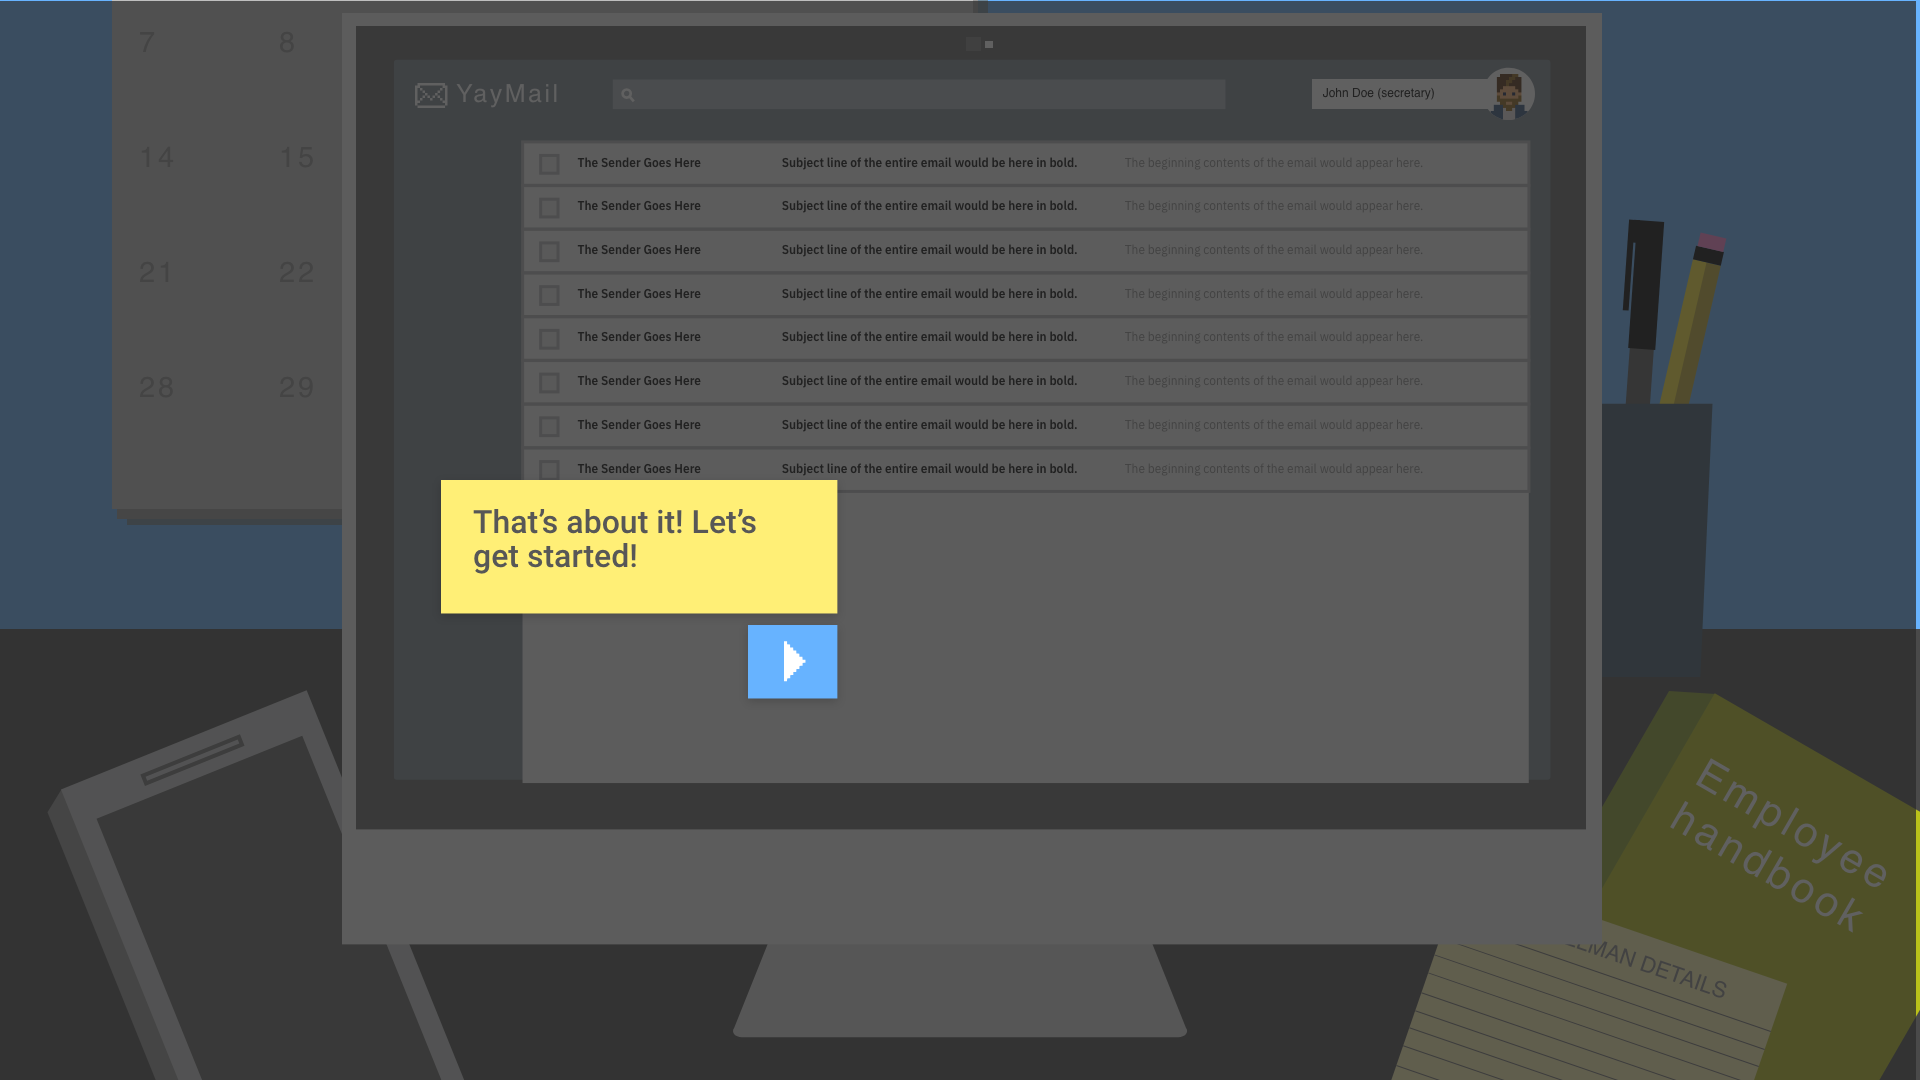 7 8
14 15
21 22
28 29
YayMail
John Doe (secretary)
The Sender Goes Here Subject line of the entire email would be here in bold. The beginning contents of the email would appear here.
The Sender Goes Here Subject line of the entire email would be here in bold. The beginning contents of the email would appear here.
The Sender Goes Here Subject line of the entire email would be here in bold. The beginning contents of the email would appear here.
The Sender Goes Here Subject line of the entire email would be here in bold. The beginning contents of the email would appear here.
The Sender Goes Here Subject line of the entire email would be here in bold. The beginning contents of the email would appear here.
The Sender Goes Here Subject line of the entire email would be here in bold. The beginning contents of the email would appear here.
The Sender Goes Here Subject line of the entire email would be here in bold. The beginning contents of the email would appear here.
The Sender Goes Here Subject line of the entire email would be here in bold. The beginning contents of the email would appear here.
That’s about it! Let’s
get started!
Employee
handbook
DETAILS